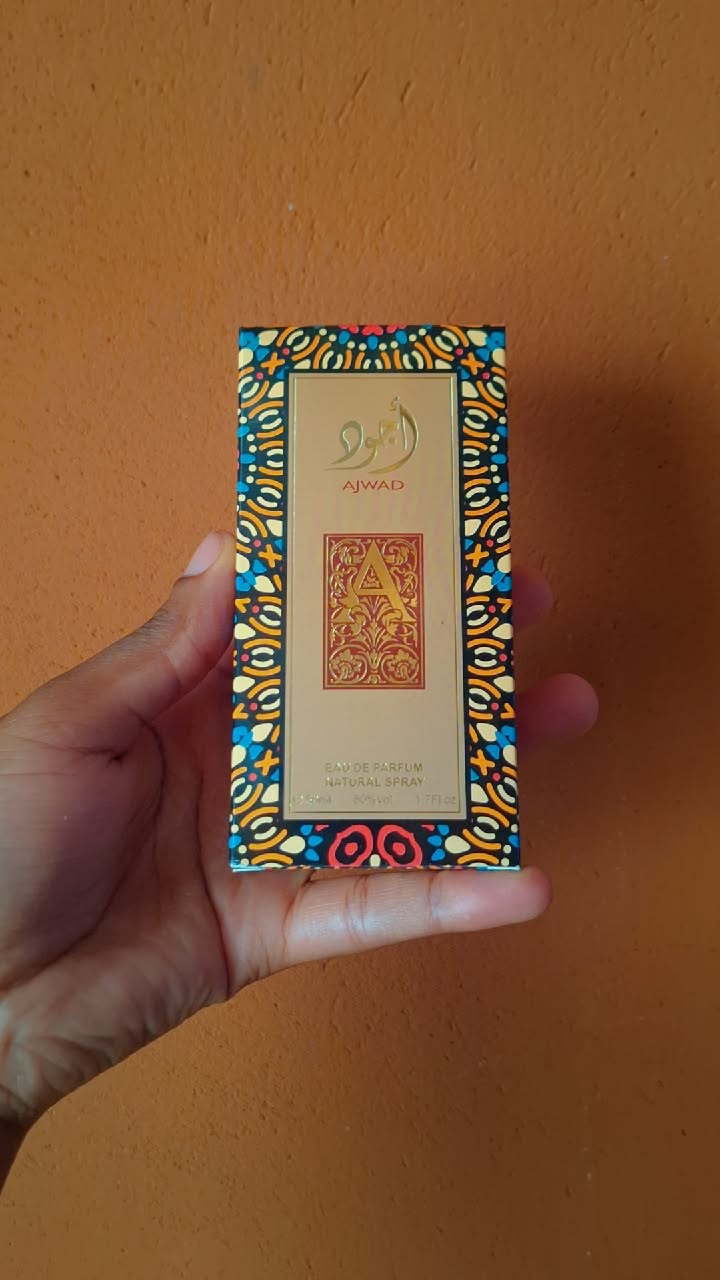 أجود
AJWAD
A
EAU DE PARFUM
NATURAL SPRAY
80%vol 1.7Fl.oz